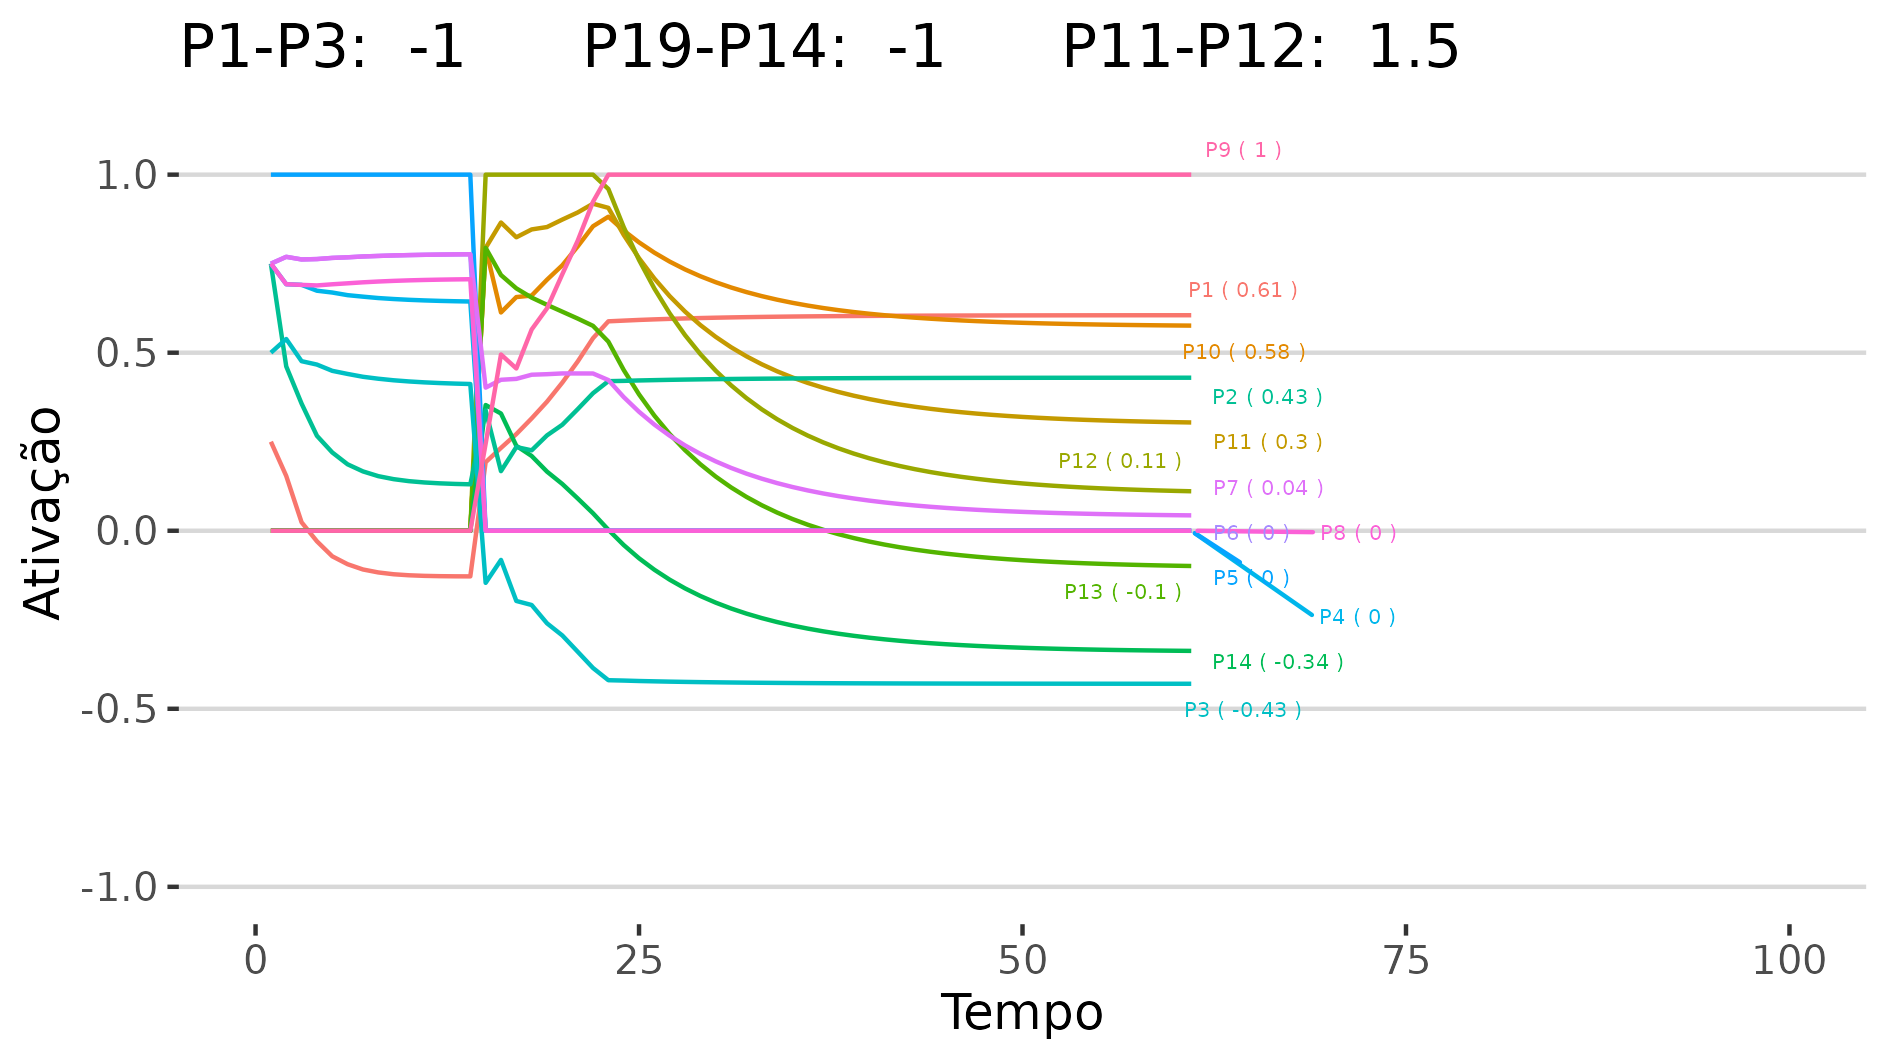 P1-P3: -1 P19-P14: -1 P11-P12: 1.5
P9 ( 1 )
1.0
P1 ( 0.61 )
0.5
P10 ( 0.58 )
P2 ( 0.43 )
P11 ( 0.3 )
P12 ( 0.11 )
P7 ( 0.04 )
0.0
P6 ( 0 )
P8 ( 0 )
P5 ( 0 )
P13 ( -0.1 )
P4 ( 0 )
P14 ( -0.34 )
-0.5
P3 ( -0.43 )
-1.0
Ativação
0 25 50 75 100
Tempo